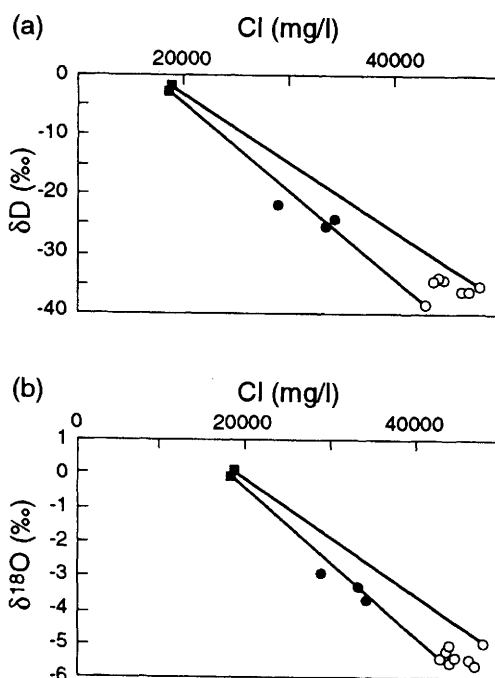 (a)
Cl (mg/l)
20000 40000
0
-10
-20
-30
-40
δD (‰)
(b)
Cl (mg/l)
0 20000 40000
1
0
-1
-2
-3
-4
-5
-6
δ18O (‰)